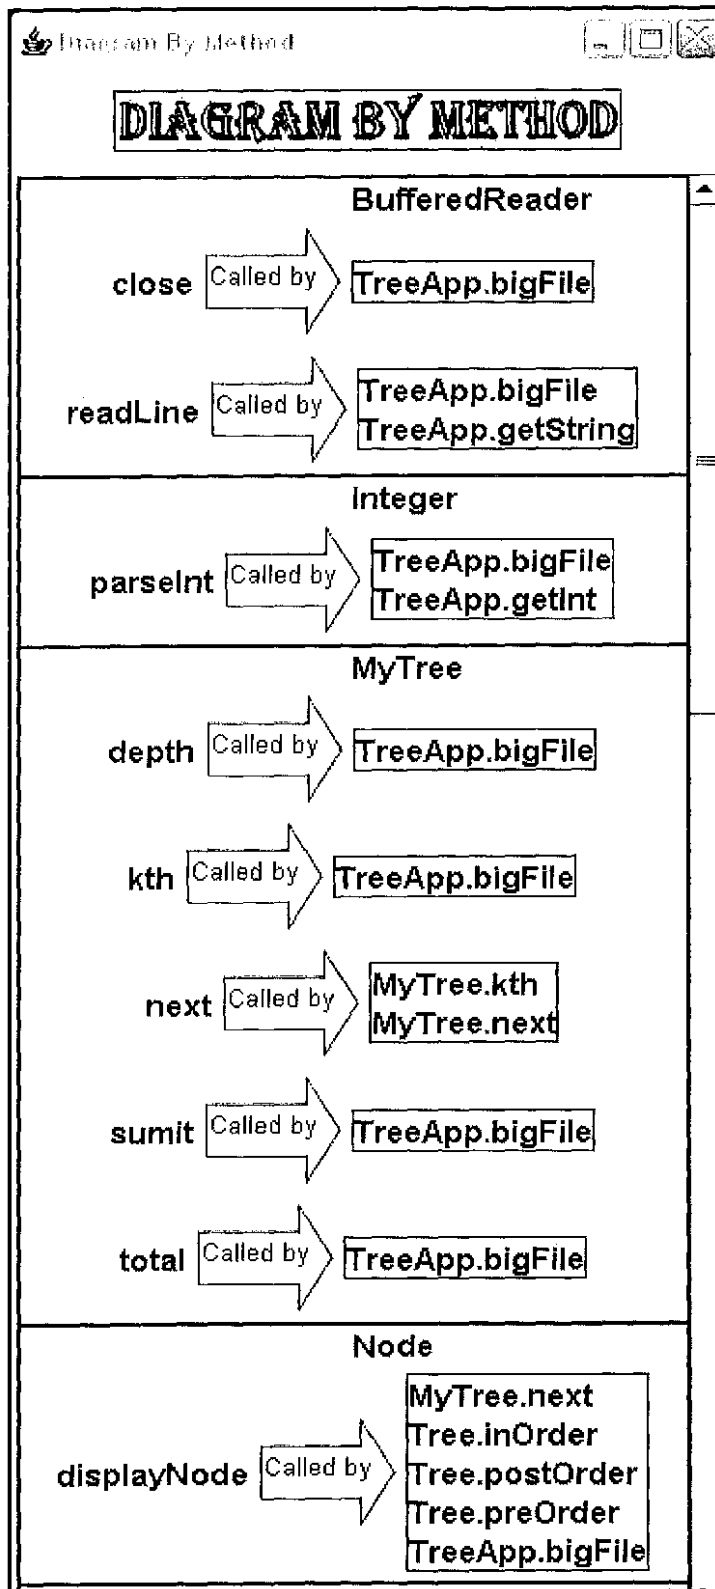 Diagram By Method
DIAGRAM BY METHOD
BufferedReader
close Called by TreeApp.bigFile
readLine Called by TreeApp.bigFile
TreeApp.getString
Integer
parseInt Called by TreeApp.bigFile
TreeApp.getInt
MyTree
depth Called by TreeApp.bigFile
kth Called by TreeApp.bigFile
next Called by MyTree.kth
MyTree.next
sumit Called by TreeApp.bigFile
total Called by TreeApp.bigFile
Node
displayNode Called by MyTree.next
Tree.inOrder
Tree.postOrder
Tree.preOrder
TreeApp.bigFile